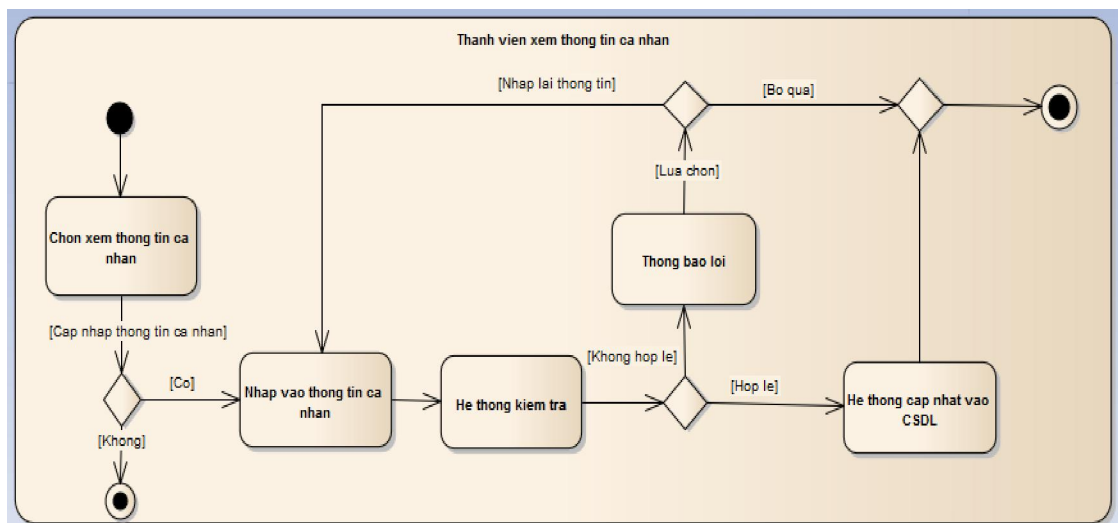 Thanh vien xem thong tin ca nhan
[Nhap lai thong tin]
[Bo qua]
[Lua chon]
Chon xem thong tin ca
nhan
Thong bao loi
[Cap nhap thong tin ca nhan]
[Co]
Nhap vao thong tin ca
nhan
He thong kiem tra
[Khong hop le]
[Hop le]
He thong cap nhat vao
CSDL
[Khong]